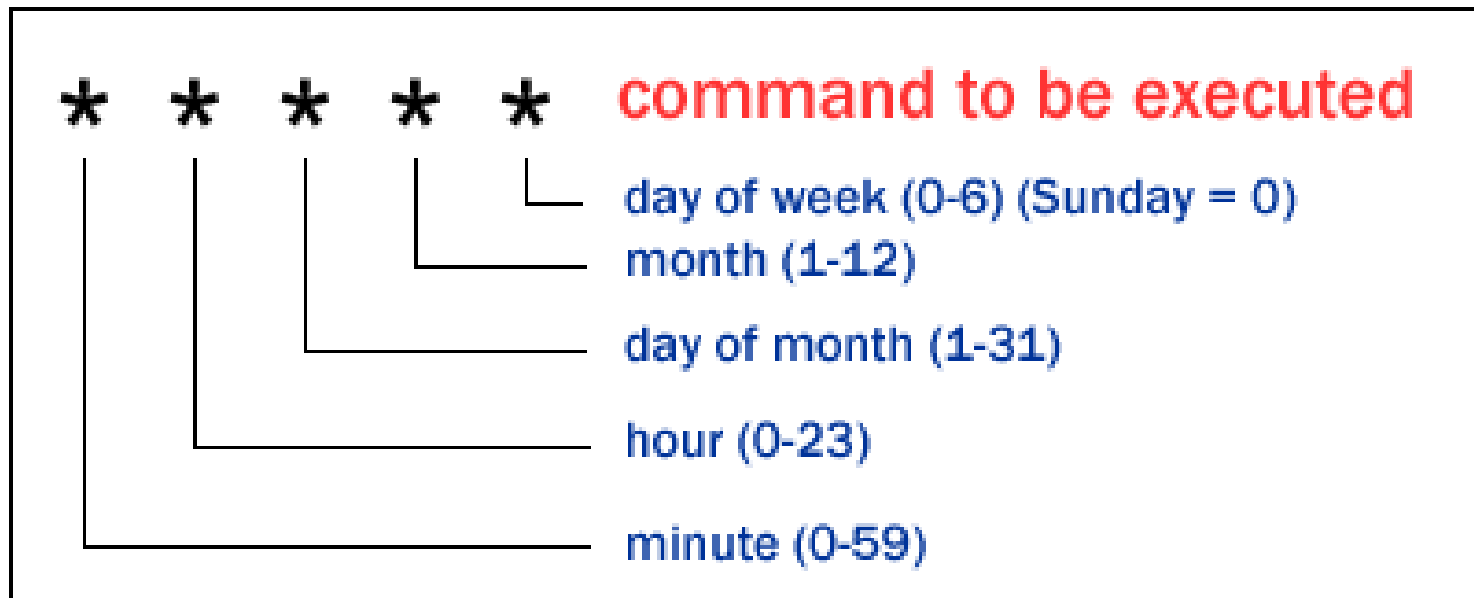 * * * * * command to be executed
day of week (0-6) (Sunday = 0)
month (1-12)
day of month (1-31)
hour (0-23)
minute (0-59)